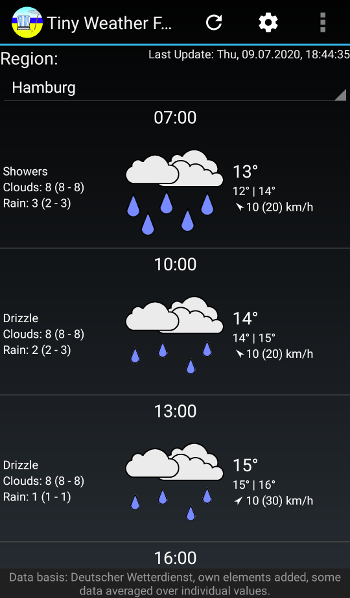 Tiny Weather F...
Region:
Last Update: Thu, 09.07.2020, 18:44:35
Hamburg
07:00
Showers
Clouds: 8 (8 - 8)
Rain: 3 (2 - 3)
13°
12° | 14°
10 (20) km/h
10:00
Drizzle
Clouds: 8 (8 - 8)
Rain: 2 (2 - 3)
14°
14° | 15°
10 (20) km/h
13:00
Drizzle
Clouds: 8 (8 - 8)
Rain: 1 (1 - 1)
15°
15° | 16°
10 (30) km/h
16:00
Data basis: Deutscher Wetterdienst, own elements added, some
data averaged over individual values.